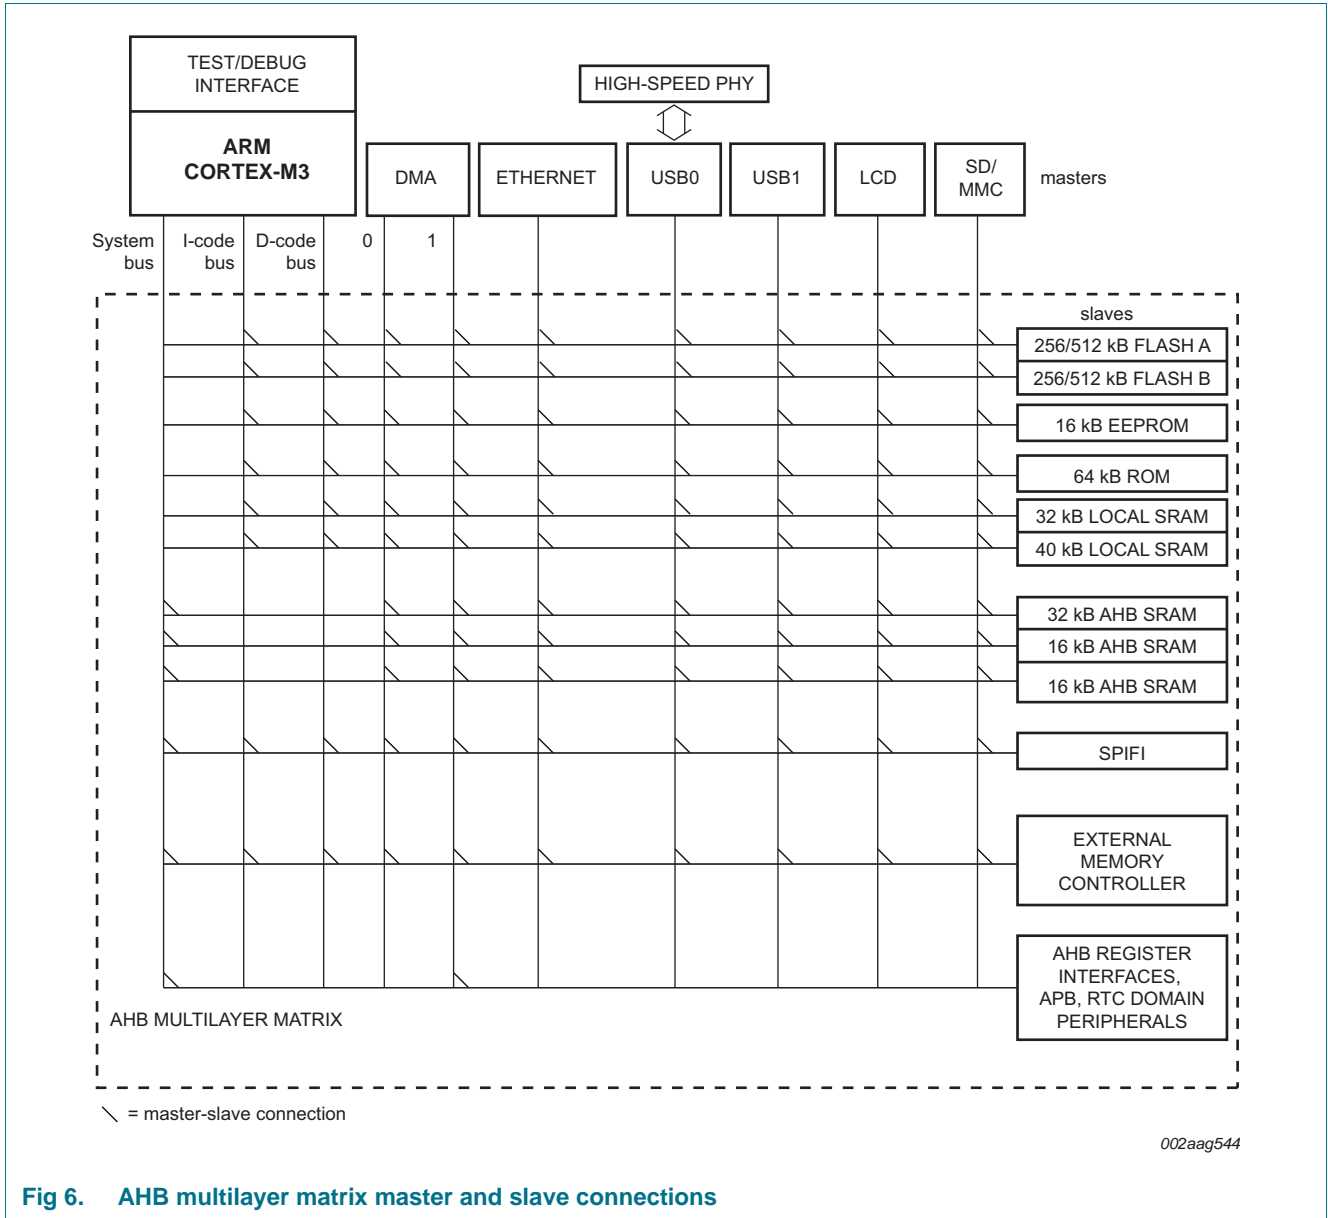 TEST/DEBUG
INTERFACE
HIGH-SPEED PHY
ARM
CORTEX-M3
DMA
ETHERNET
USB0
USB1
LCD
SD/
MMC
masters
System
bus
I-code
bus
D-code
bus
0
1
slaves
256/512 kB FLASH A
256/512 kB FLASH B
16 kB EEPROM
64 kB ROM
32 kB LOCAL SRAM
40 kB LOCAL SRAM
32 kB AHB SRAM
16 kB AHB SRAM
16 kB AHB SRAM
SPIFI
EXTERNAL
MEMORY
CONTROLLER
AHB REGISTER
INTERFACES,
APB, RTC DOMAIN
PERIPHERALS
AHB MULTILAYER MATRIX
= master-slave connection
002aag544
Fig 6. AHB multilayer matrix master and slave connections